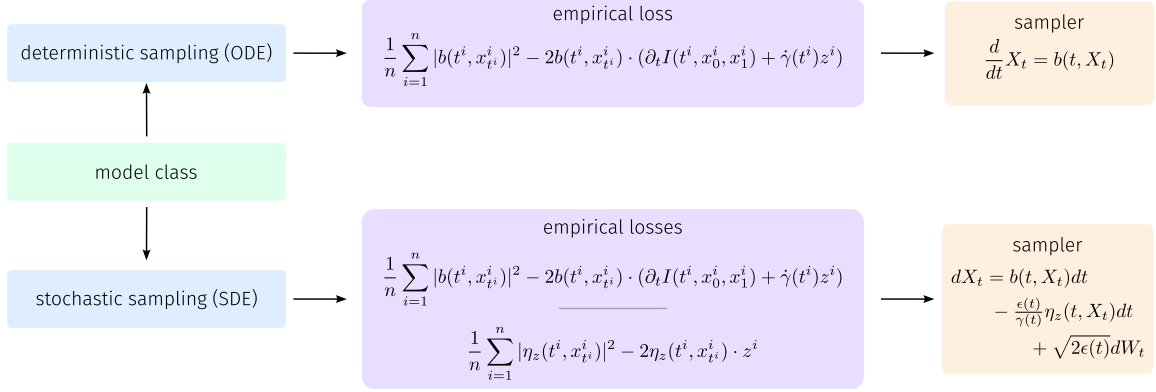 empirical loss
deterministic sampling (ODE)
\frac{1}{n} \sum_{i=1}^{n} |b(t^i, x^i_{t^i})|^2 - 2b(t^i, x^i_{t^i}) \cdot (\partial_t I(t^i, x^i_0, x^i_1) + \dot{\gamma}(t^i) z^i)
sampler
\frac{d}{dt} X_t = b(t, X_t)
model class
stochastic sampling (SDE)
empirical losses
\frac{1}{n} \sum_{i=1}^{n} |b(t^i, x^i_{t^i})|^2 - 2b(t^i, x^i_{t^i}) \cdot (\partial_t I(t^i, x^i_0, x^i_1) + \dot{\gamma}(t^i) z^i)
\frac{1}{n} \sum_{i=1}^{n} |\eta_z(t^i, x^i_{t^i})|^2 - 2\eta_z(t^i, x^i_{t^i}) \cdot z^i
sampler
dX_t = b(t, X_t)dt
- \frac{\epsilon(t)}{\gamma(t)} \eta_z(t, X_t)dt
+ \sqrt{2\epsilon(t)} dW_t